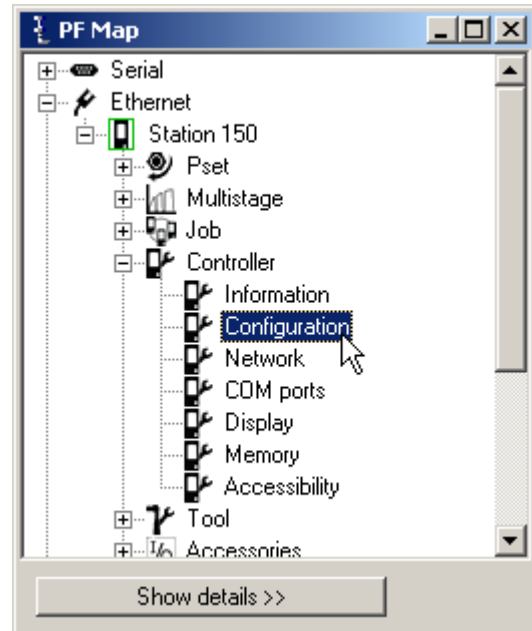 PF Map
Serial
Ethernet
Station 150
Pset
Multistage
Job
Controller
Information
Configuration
Network
COM ports
Display
Memory
Accessibility
Tool
I/o Accessories
Show details >>